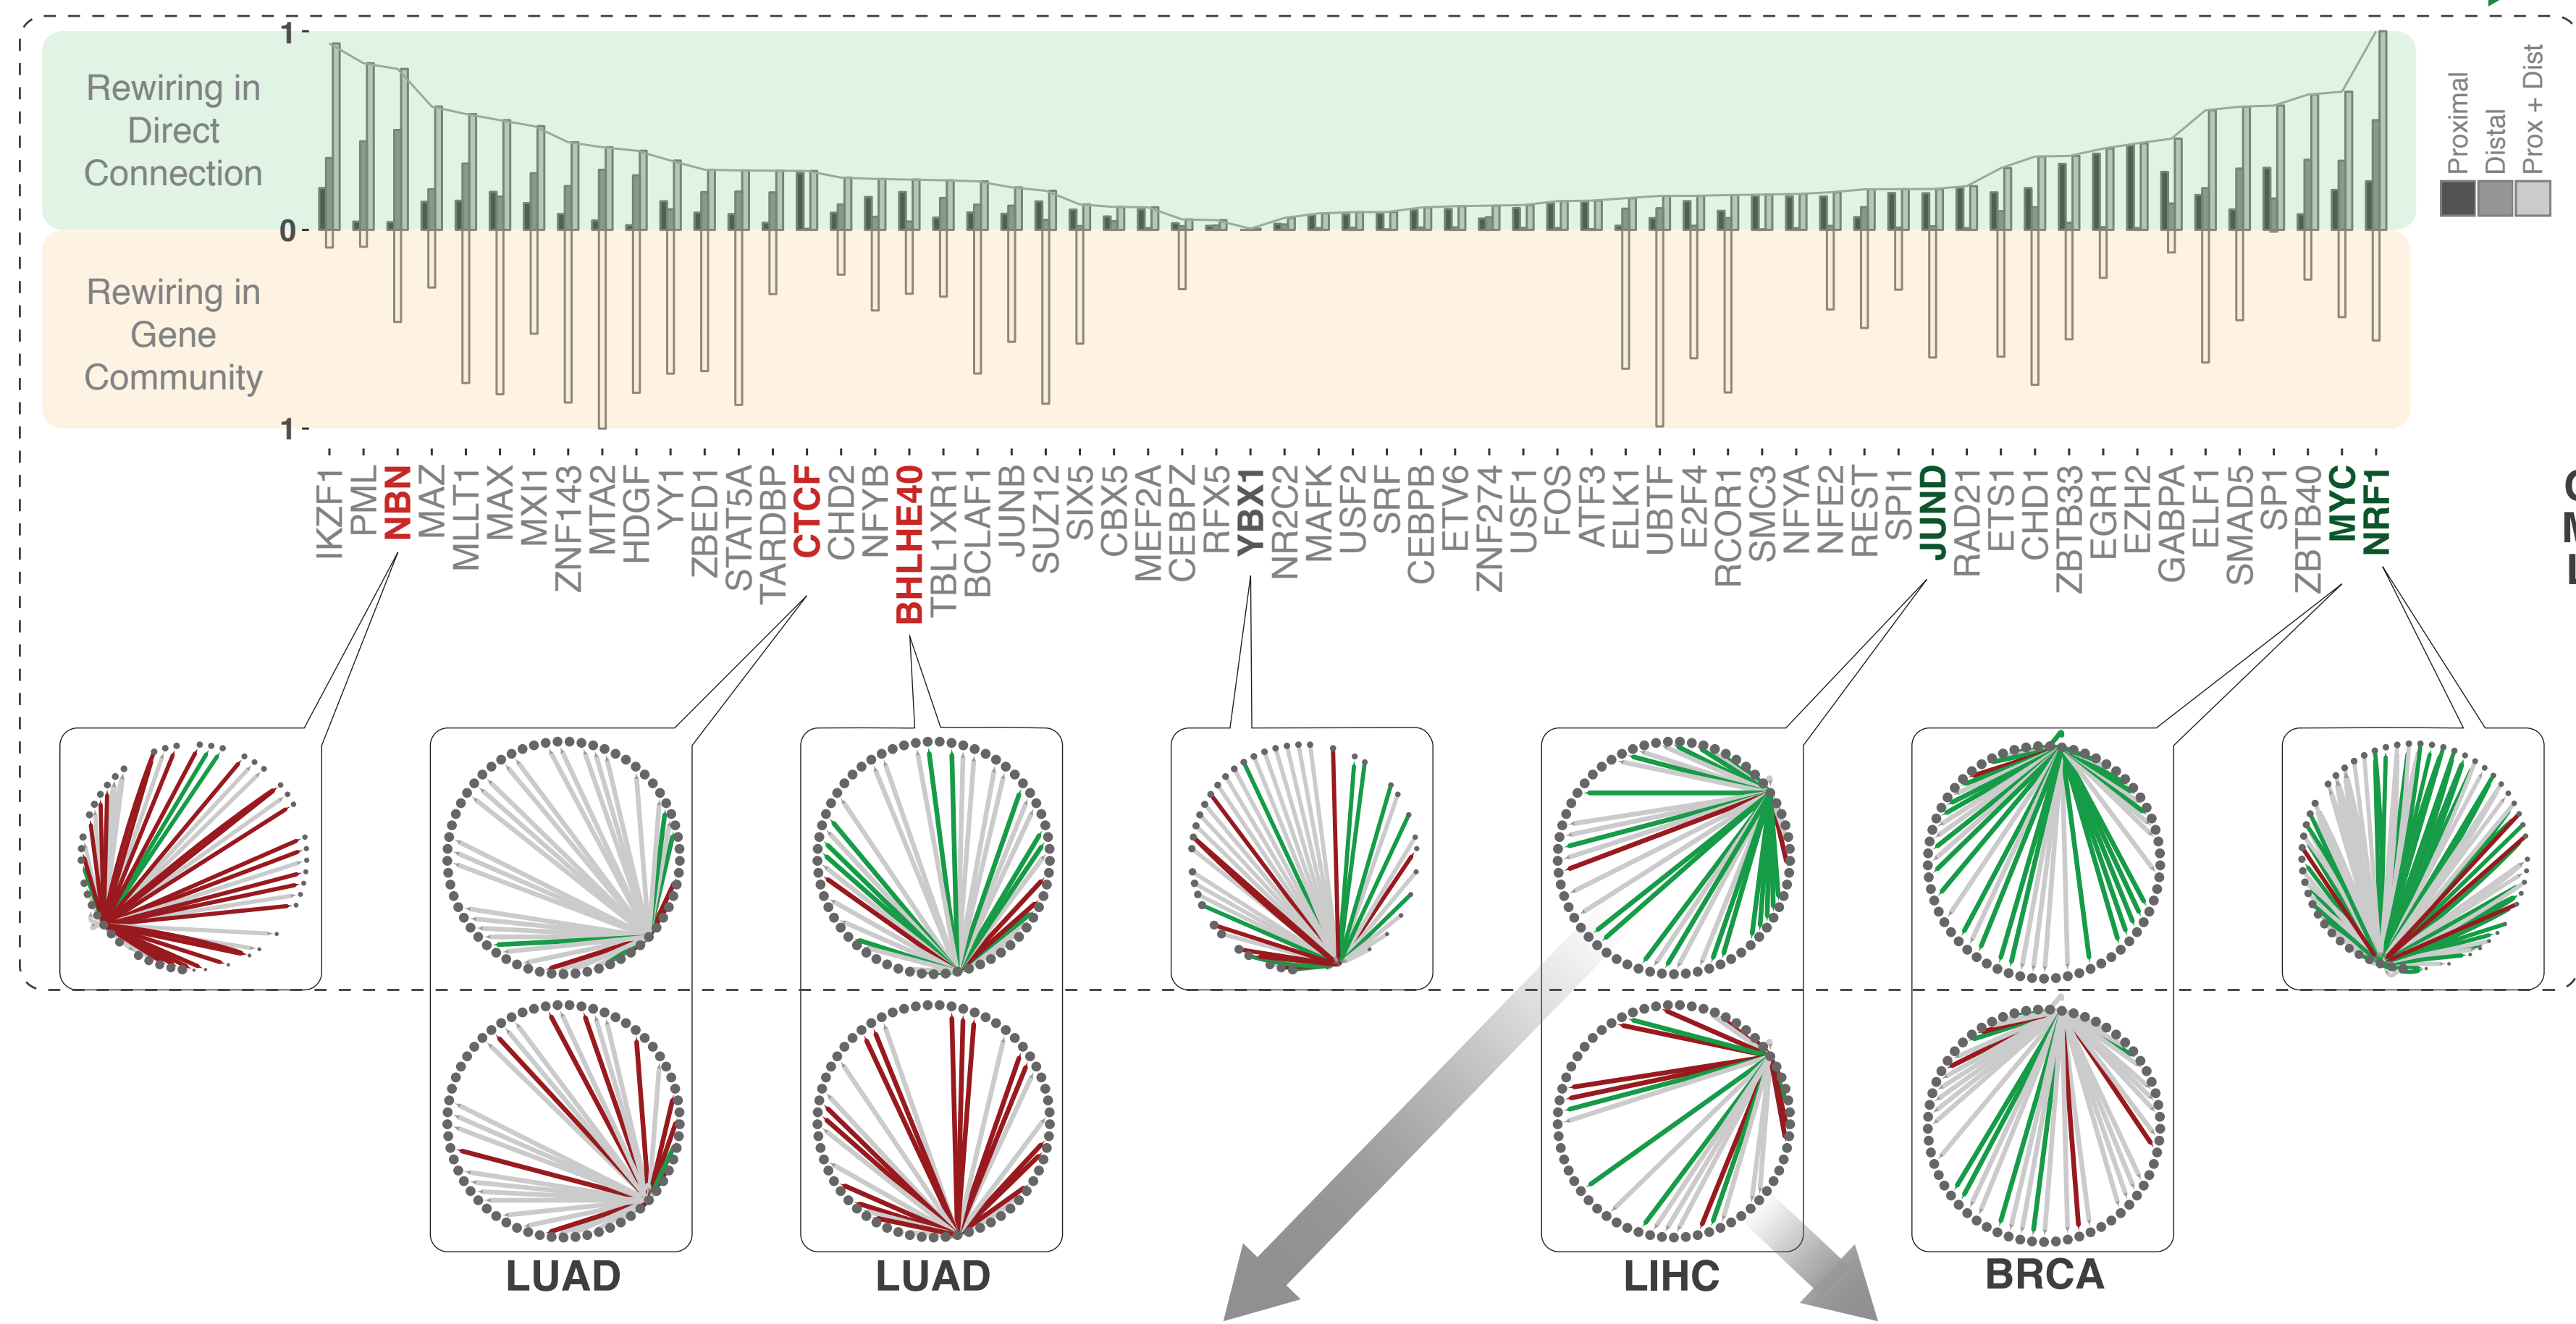 1
Rewiring in
Direct
Connection
0
Rewiring in
Gene
Community
1
Proximal
Distal
Prox + Dist
IKZF1
PML
NBN
MAZ
MLLT1
MAX
MXI1
ZNF143
MTA2
HDGF
YY1
ZBED1
STAT5A
TARDBP
CTCF
CHD2
NFYB
BHLHE40
TBL1XR1
BCLAF1
JUNB
SUZ12
SIX5
CBX5
MEF2A
CEBPZ
RFX5
YBX1
NR2C2
MAFK
USF2
SRF
CEBPB
ETV6
ZNF274
USF1
FOS
ATF3
ELK1
UBTF
E2F4
RCOR1
SMC3
NFYA
NFE2
REST
SPI1
JUND
RAD21
ETS1
CHD1
ZBTB33
EGR1
EZH2
GABPA
ELF1
SMAD5
SP1
ZBTB40
MYC
NRF1
LUAD
LUAD
LIHC
BRCA